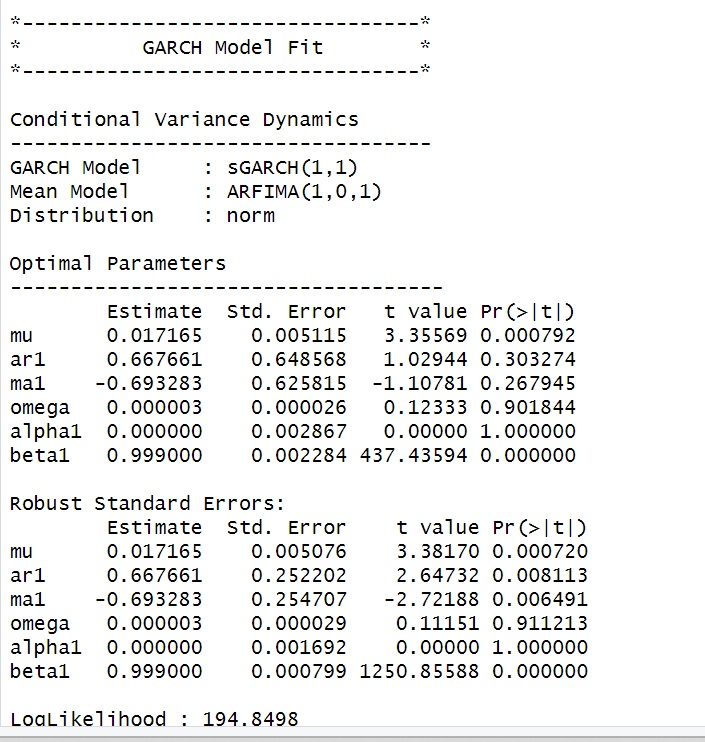 *---------------------------------*
*          GARCH Model Fit        *
*---------------------------------*
Conditional Variance Dynamics
-----------------------------------
GARCH Model     : sGARCH(1,1)
Mean Model      : ARFIMA(1,0,1)
Distribution    : norm
Optimal Parameters
------------------------------------
        Estimate  Std. Error   t value Pr(>|t|)
mu      0.017165    0.005115   3.35569 0.000792
ar1     0.667661    0.648568   1.02944 0.303274
ma1    -0.693283    0.625815  -1.10781 0.267945
omega   0.000003    0.000026   0.12333 0.901844
alpha1  0.000000    0.002867   0.00000 1.000000
beta1   0.999000    0.002284 437.43594 0.000000
Robust Standard Errors:
        Estimate  Std. Error    t value Pr(>|t|)
mu      0.017165    0.005076    3.38170 0.000720
ar1     0.667661    0.252202    2.64732 0.008113
ma1    -0.693283    0.254707   -2.72188 0.006491
omega   0.000003    0.000029    0.11151 0.911213
alpha1  0.000000    0.001692    0.00000 1.000000
beta1   0.999000    0.000799 1250.85588 0.000000
LogLikelihood : 194.8498